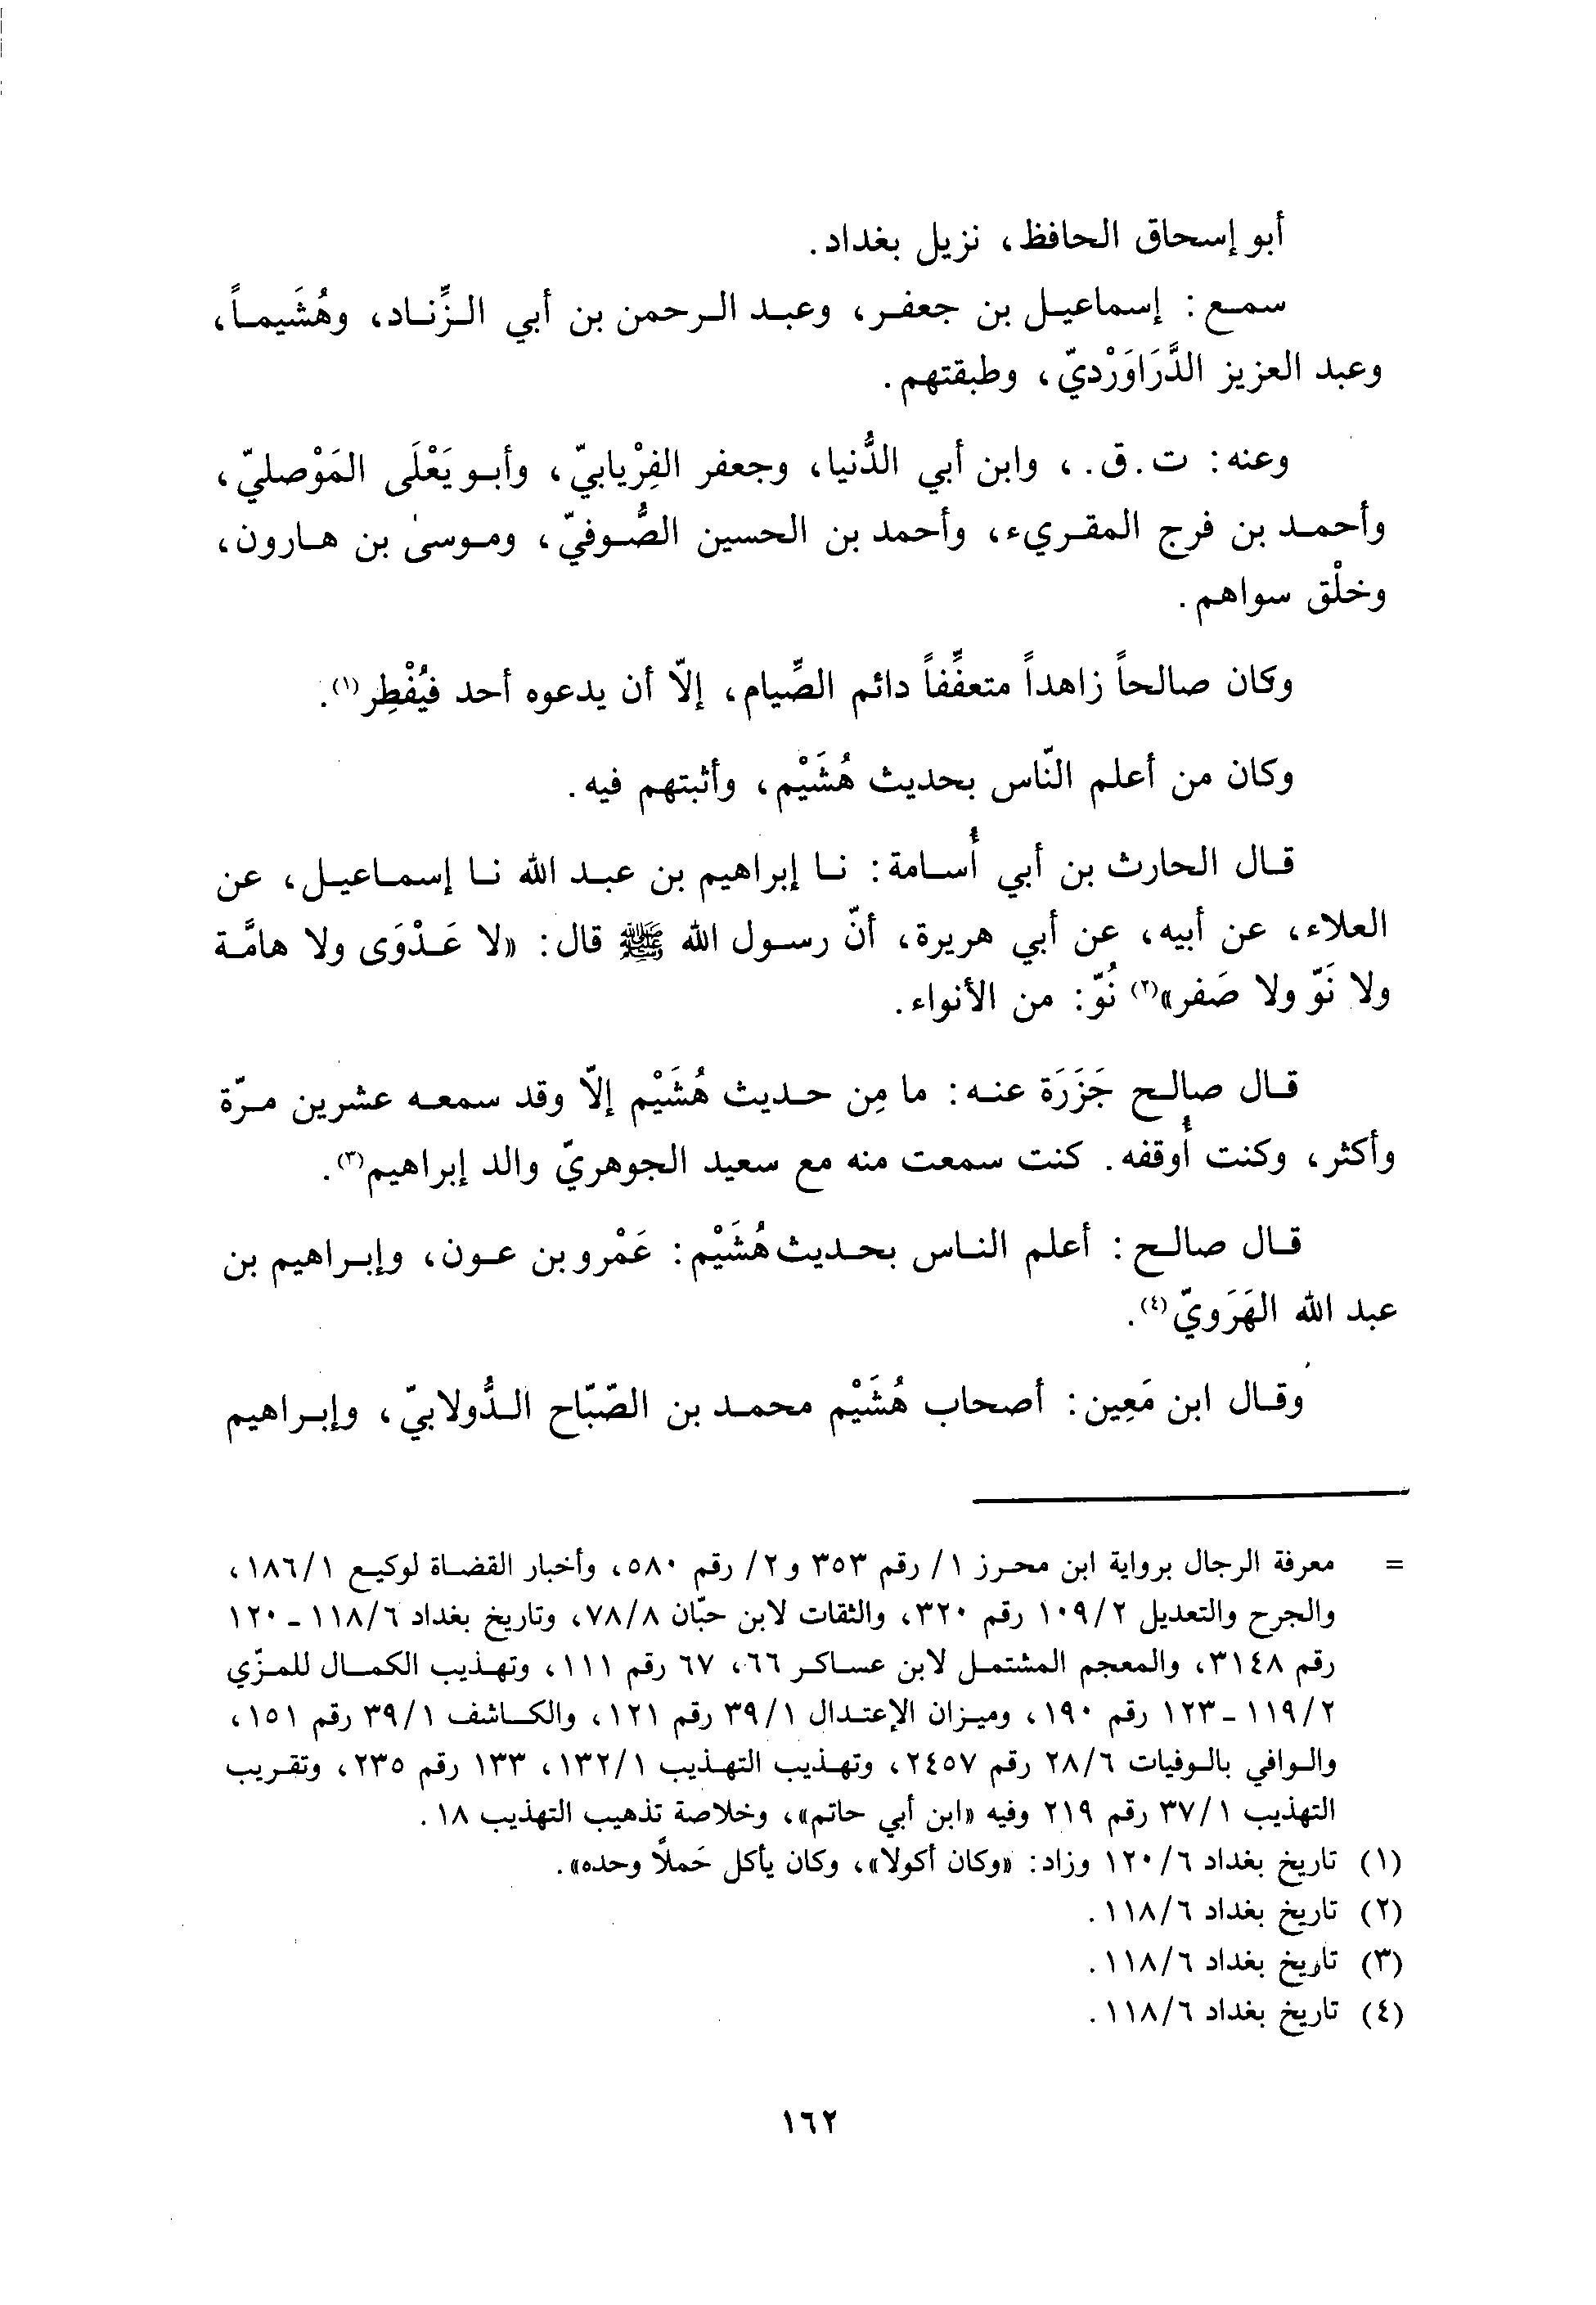 أبو إسحاق الحافظ، نزيل بغداد.
سمع: إسماعيل بن جعفر، وعبد الرحمن بن أبي الزِّناد، وهُشَيماً،
وعبد العزيز الدَّرَاوَرْديّ، وطبقتهم.
وعنه: ت. ق.، وابن أبي الدُّنيا، وجعفر الفِرْيابيّ، وأبو يَعْلَى المَوْصليّ،
وأحمد بن فرج المقريء، وأحمد بن الحسين الصُّوفيّ، وموسىٰ بن هارون،
وخلْق سواهم.
وكان صالحاً زاهداً متعفِّفاً دائم الصِّيام، إلّا أن يدعوه أحد فيُفْطِر(١).
وكان من أعلم النّاس بحديث هُشَيْم، وأثبتهم فيه.
قال الحارث بن أبي أُسامة: نا إبراهيم بن عبد الله نا إسماعيل، عن
العلاء، عن أبيه، عن أبي هريرة، أنّ رسول الله ﷺ قال: «لا عَدْوَى ولا هامَّة
ولا نَوّ ولا صَفر»(٢) نُوّ: من الأنواء.
قال صالح جَزَرَة عنه: ما مِن حديث هُشَيْم إلّا وقد سمعه عشرين مرّة
وأكثر، وكنت أُوقفه. كنت سمعت منه مع سعيد الجوهريّ والد إبراهيم(٣).
قال صالح: أعلم الناس بحديث هُشَيْم: عَمْرو بن عون، وإبراهيم بن
عبد الله الهَرَويّ(٤).
وقال ابن مَعِين: أصحاب هُشَيْم محمد بن الصّبّاح الدُّولابيّ، وإبراهيم
= معرفة الرجال برواية ابن محرز ١/ رقم ٣٥٣ و٢/ رقم ٥٨٠، وأخبار القضاة لوكيع ١/١٨٦،
والجرح والتعديل ٢/١٠٩ رقم ٣٢٠، والثقات لابن حبّان ٨/٧٨، وتاريخ بغداد ٦/١١٨ ـ ١٢٠
رقم ٣١٤٨، والمعجم المشتمل لابن عساكر ٦٦، ٦٧ رقم ١١١، وتهذيب الكمال للمزّي
٢/١١٩ ـ ١٢٣ رقم ١٩٠، وميزان الإعتدال ١/٣٩ رقم ١٢١، والكاشف ١/٣٩ رقم ١٥١،
والوافي بالوفيات ٦/٢٨ رقم ٢٤٥٧، وتهذيب التهذيب ١/١٣٢، ١٣٣ رقم ٢٣٥، وتقريب
التهذيب ١/٣٧ رقم ٢١٩ وفيه «ابن أبي حاتم»، وخلاصة تذهيب التهذيب ١٨.
(١) تاريخ بغداد ٦/١٢٠ وزاد: «وكان أكولا»، وكان يأكل حَملاً وحده».
(٢) تاريخ بغداد ٦/١١٨.
(٣) تاريخ بغداد ٦/١١٨.
(٤) تاريخ بغداد ٦/١١٨.
١٦٢